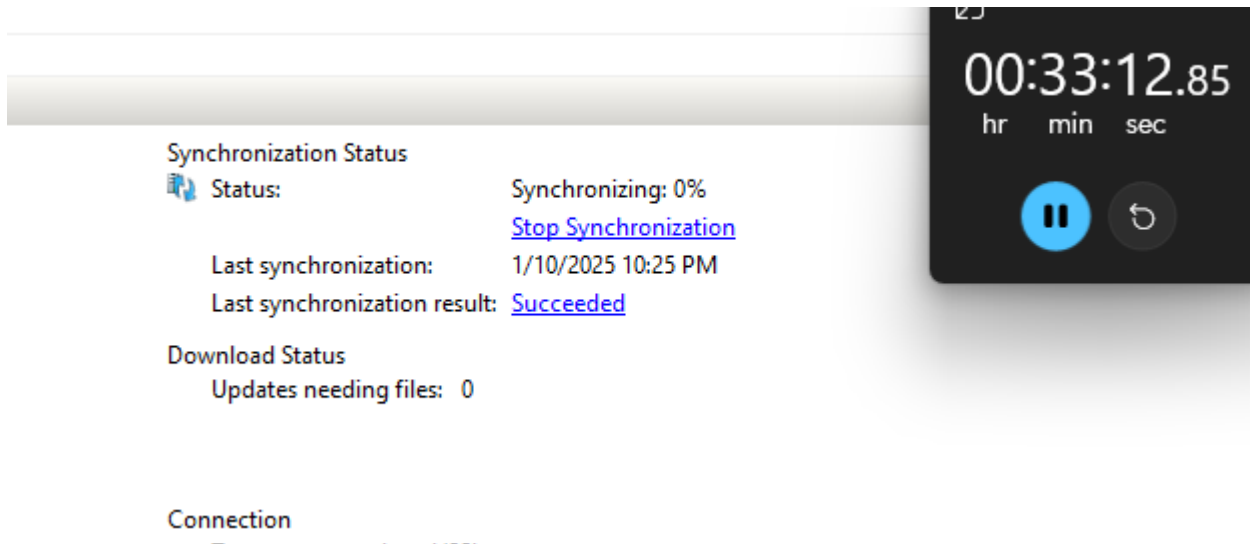 00:33:12.85
hr min sec
Synchronization Status
Status: Synchronizing: 0%
Stop Synchronization
Last synchronization: 1/10/2025 10:25 PM
Last synchronization result: Succeeded
Download Status
Updates needing files: 0
Connection